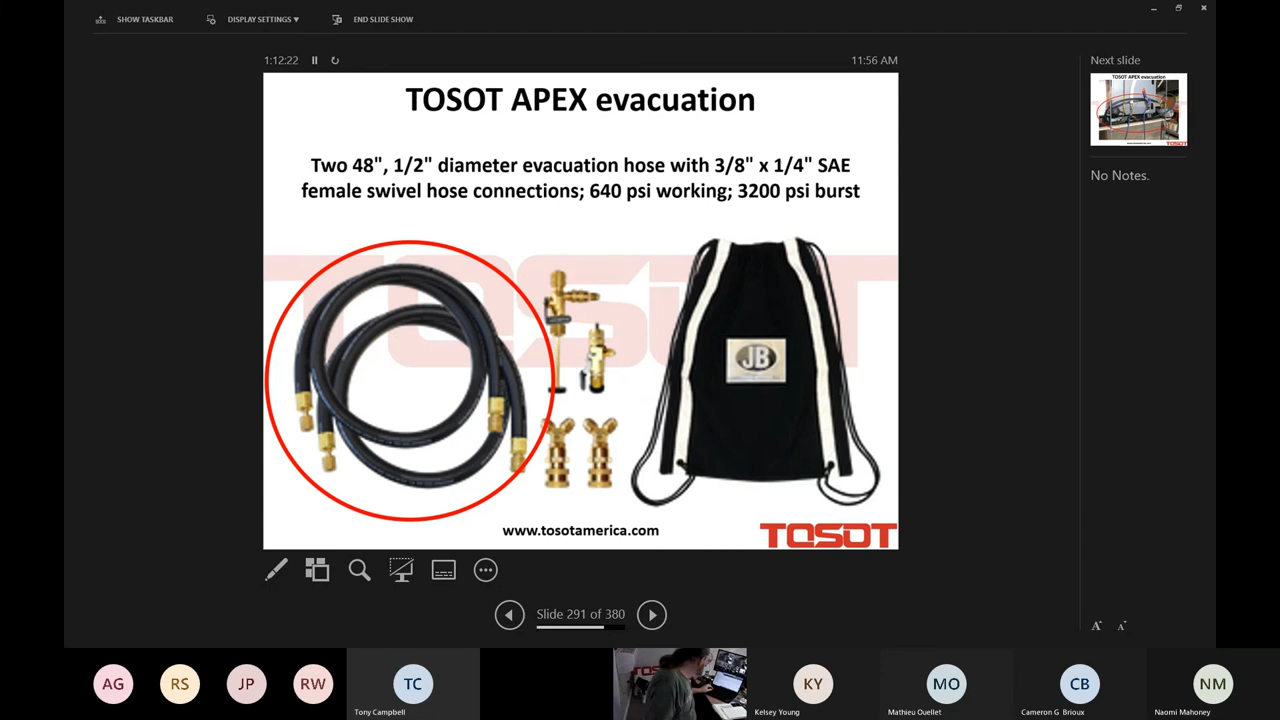 SHOW TASKBAR
DISPLAY SETTINGS ▼
END SLIDE SHOW
1:12:22
11:56 AM
Next slide
TOSOT APEX evacuation
TOSOT APEX evacuation
TOSOT
No Notes.
Two 48", 1/2" diameter evacuation hose with 3/8" x 1/4" SAE
female swivel hose connections; 640 psi working; 3200 psi burst
TOSOT
JB
www.tosotamerica.com
TOSOT
Slide 291 of 380
A
A
AG
RS
JP
RW
TC
KY
MO
CB
NM
Tony Campbell
Kelsey Young
Mathieu Ouellet
Cameron G Brioux
Naomi Mahoney